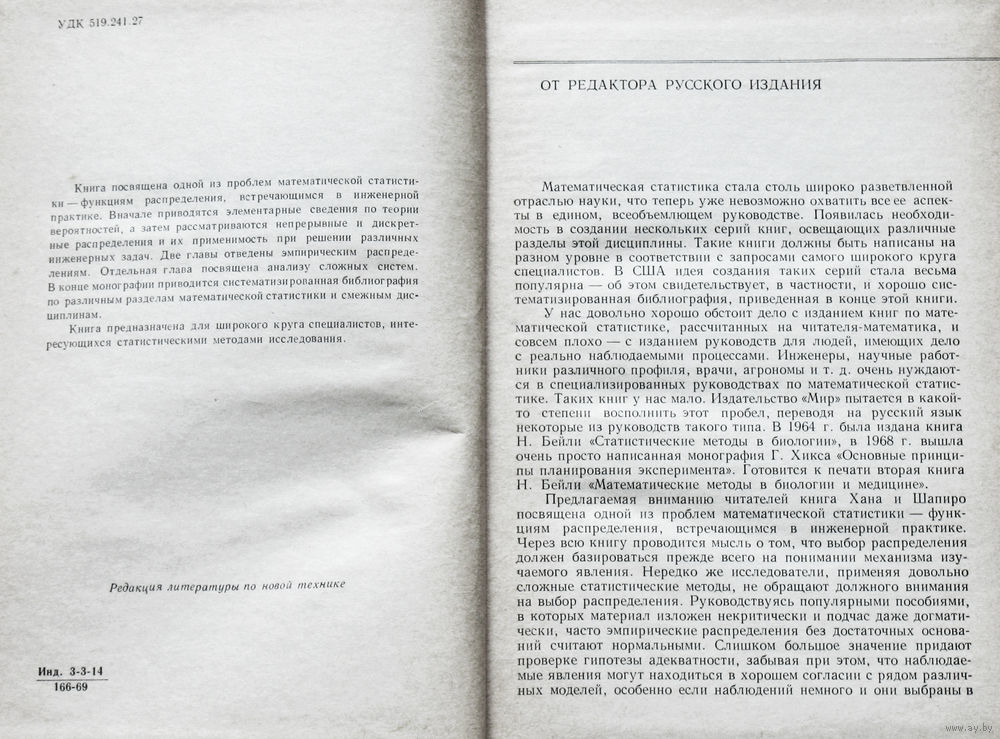 УДК 519.241.27
Книга посвящена одной из проблем математической статисти-
ки — функциям распределения, встречающимся в инженерной
практике. Вначале приводятся элементарные сведения по теории
вероятностей, а затем рассматриваются непрерывные и дискрет-
ные распределения и их применимость при решении различных
инженерных задач. Две главы отведены эмпирическим распреде-
лениям. Отдельная глава посвящена анализу сложных систем.
В конце монографии приводится систематизированная библиография
по различным разделам математической статистики и смежным дис-
циплинам.
Книга предназначена для широкого круга специалистов, инте-
ресующихся статистическими методами исследования.
Редакция литературы по новой технике
Инд. 3-3-14
166-69
ОТ РЕДАКТОРА РУССКОГО ИЗДАНИЯ
Математическая статистика стала столь широко разветвленной
отраслью науки, что теперь уже невозможно охватить все ее аспек-
ты в едином, всеобъемлющем руководстве. Появилась необходи-
мость в создании нескольких серий книг, освещающих различные
разделы этой дисциплины. Такие книги должны быть написаны на
разном уровне в соответствии с запросами самого широкого круга
специалистов. В США идея создания таких серий стала весьма
популярна — об этом свидетельствует, в частности, и хорошо сис-
тематизированная библиография, приведенная в конце этой книги.
У нас довольно хорошо обстоит дело с изданием книг по мате-
матической статистике, рассчитанных на читателя-математика, и
совсем плохо — с изданием руководств для людей, имеющих дело
с реально наблюдаемыми процессами. Инженеры, научные работ-
ники различного профиля, врачи, агрономы и т. д. очень нуждают-
ся в специализированных руководствах по математической статис-
тике. Таких книг у нас мало. Издательство «Мир» пытается в какой-
то степени восполнить этот пробел, переводя на русский язык
некоторые из руководств такого типа. В 1964 г. была издана книга
Н. Бейли «Статистические методы в биологии», в 1968 г. вышла
очень просто написанная монография Г. Хикса «Основные принци-
пы планирования эксперимента». Готовится к печати вторая книга
Н. Бейли «Математические методы в биологии и медицине».
Предлагаемая вниманию читателей книга Хана и Шапиро
посвящена одной из проблем математической статистики — функ-
циям распределения, встречающимся в инженерной практике.
Через всю книгу проводится мысль о том, что выбор распределения
должен базироваться прежде всего на понимании механизма изу-
чаемого явления. Нередко же исследователи, применяя довольно
сложные статистические методы, не обращают должного внимания
на выбор распределения. Руководствуясь популярными пособиями,
в которых материал изложен некритически и подчас даже догмати-
чески, часто эмпирические распределения без достаточных основа-
ний считают нормальными. Слишком большое значение придают
проверке гипотезы адекватности, забывая при этом, что наблюдае-
мые явления могут находиться в хорошем согласии с рядом различ-
ных моделей, особенно если наблюдений немного и они выбраны в
www.ay.by